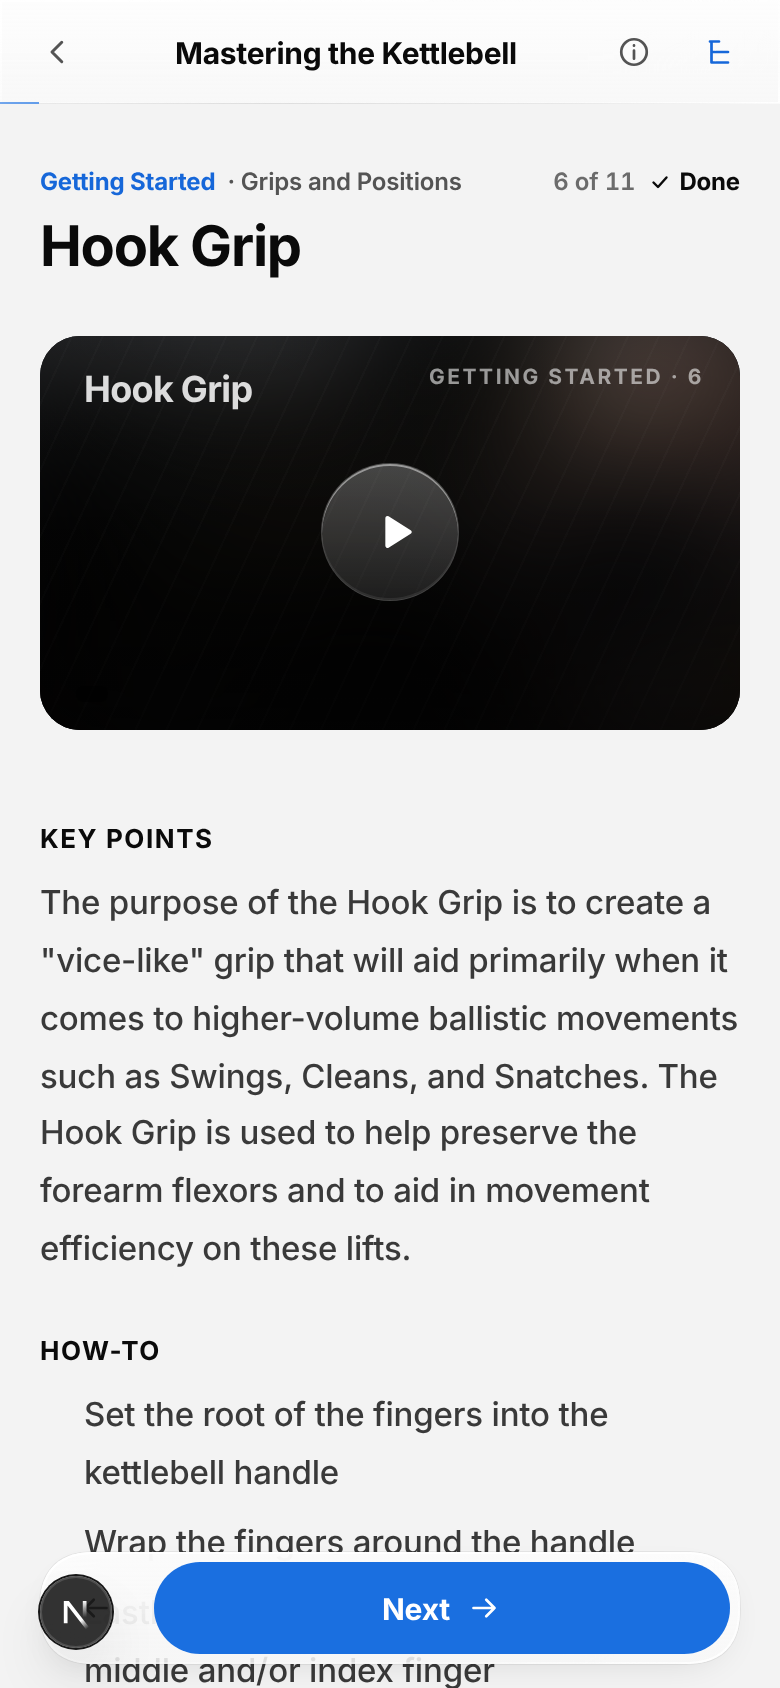 Mastering the Kettlebell
Getting Started · Grips and Positions
6 of 11 Done
Hook Grip
Hook Grip
GETTING STARTED · 6
KEY POINTS
The purpose of the Hook Grip is to create a
"vice-like" grip that will aid primarily when it
comes to higher-volume ballistic movements
such as Swings, Cleans, and Snatches. The
Hook Grip is used to help preserve the
forearm flexors and to aid in movement
efficiency on these lifts.
HOW-TO
Set the root of the fingers into the
kettlebell handle
Wrap the fingers around the handle
N
Next
middle and/or index finger